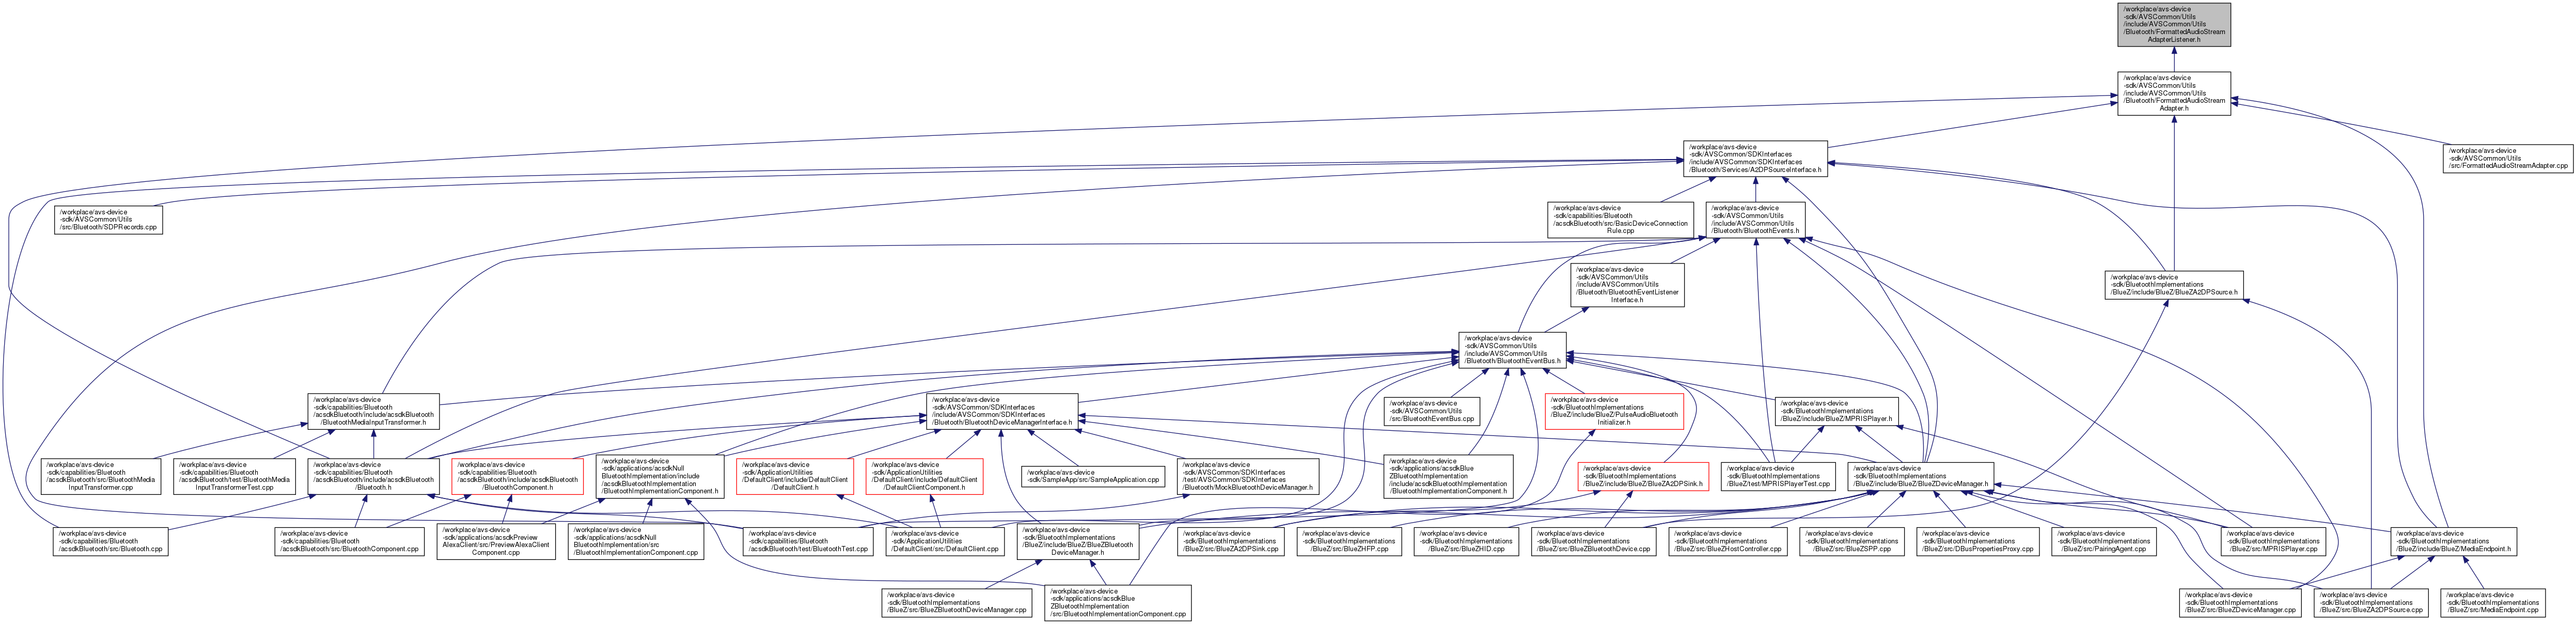 /workplace/avs-device
-sdk/AVSCommon/Utils
/include/AVSCommon/Utils
/Bluetooth/FormattedAudioStream
AdapterListener.h
/workplace/avs-device
-sdk/AVSCommon/Utils
/include/AVSCommon/Utils
/Bluetooth/FormattedAudioStream
Adapter.h
/workplace/avs-device
-sdk/AVSCommon/SDKInterfaces
/include/AVSCommon/SDKInterfaces
/Bluetooth/Services/A2DPSourceInterface.h
/workplace/avs-device
-sdk/AVSCommon/Utils
/src/FormattedAudioStreamAdapter.cpp
/workplace/avs-device
-sdk/AVSCommon/Utils
/src/Bluetooth/SDPRecords.cpp
/workplace/avs-device
-sdk/capabilities/Bluetooth
/acsdkBluetooth/src/BasicDeviceConnection
Rule.cpp
/workplace/avs-device
-sdk/AVSCommon/Utils
/include/AVSCommon/Utils
/Bluetooth/BluetoothEvents.h
/workplace/avs-device
-sdk/AVSCommon/Utils
/include/AVSCommon/Utils
/Bluetooth/BluetoothEventListener
Interface.h
/workplace/avs-device
-sdk/BluetoothImplementations
/BlueZ/include/BlueZ/BlueZA2DPSource.h
/workplace/avs-device
-sdk/AVSCommon/Utils
/include/AVSCommon/Utils
/Bluetooth/BluetoothEventBus.h
/workplace/avs-device
-sdk/capabilities/Bluetooth
/acsdkBluetooth/include/acsdkBluetooth
/BluetoothMediaInputTransformer.h
/workplace/avs-device
-sdk/AVSCommon/SDKInterfaces
/include/AVSCommon/SDKInterfaces
/Bluetooth/BluetoothDeviceManagerInterface.h
/workplace/avs-device
-sdk/AVSCommon/Utils
/src/BluetoothEventBus.cpp
/workplace/avs-device
-sdk/BluetoothImplementations
/BlueZ/include/BlueZ/PulseAudioBluetooth
Initializer.h
/workplace/avs-device
-sdk/BluetoothImplementations
/BlueZ/include/BlueZ/MPRISPlayer.h
/workplace/avs-device
-sdk/capabilities/Bluetooth
/acsdkBluetooth/src/BluetoothMedia
InputTransformer.cpp
/workplace/avs-device
-sdk/capabilities/Bluetooth
/acsdkBluetooth/test/BluetoothMedia
InputTransformerTest.cpp
/workplace/avs-device
-sdk/capabilities/Bluetooth
/acsdkBluetooth/include/acsdkBluetooth
/Bluetooth.h
/workplace/avs-device
-sdk/capabilities/Bluetooth
/acsdkBluetooth/include/acsdkBluetooth
/BluetoothComponent.h
/workplace/avs-device
-sdk/applications/acsdkNull
BluetoothImplementation/include
/acsdkBluetoothImplementation
/BluetoothImplementationComponent.h
/workplace/avs-device
-sdk/ApplicationUtilities
/DefaultClient/include/DefaultClient
/DefaultClient.h
/workplace/avs-device
-sdk/ApplicationUtilities
/DefaultClient/include/DefaultClient
/DefaultClientComponent.h
/workplace/avs-device
-sdk/SampleApp/src/SampleApplication.cpp
/workplace/avs-device
-sdk/AVSCommon/SDKInterfaces
/test/AVSCommon/SDKInterfaces
/Bluetooth/MockBluetoothDeviceManager.h
/workplace/avs-device
-sdk/applications/acsdkBlue
ZBluetoothImplementation
/include/acsdkBluetoothImplementation
/BluetoothImplementationComponent.h
/workplace/avs-device
-sdk/BluetoothImplementations
/BlueZ/include/BlueZ/BlueZA2DPSink.h
/workplace/avs-device
-sdk/BluetoothImplementations
/BlueZ/test/MPRISPlayerTest.cpp
/workplace/avs-device
-sdk/BluetoothImplementations
/BlueZ/include/BlueZ/BlueZDeviceManager.h
/workplace/avs-device
-sdk/capabilities/Bluetooth
/acsdkBluetooth/src/Bluetooth.cpp
/workplace/avs-device
-sdk/capabilities/Bluetooth
/acsdkBluetooth/src/BluetoothComponent.cpp
/workplace/avs-device
-sdk/applications/acsdkPreview
AlexaClient/src/PreviewAlexaClient
Component.cpp
/workplace/avs-device
-sdk/applications/acsdkNull
BluetoothImplementation/src
/BluetoothImplementationComponent.cpp
/workplace/avs-device
-sdk/capabilities/Bluetooth
/acsdkBluetooth/test/BluetoothTest.cpp
/workplace/avs-device
-sdk/ApplicationUtilities
/DefaultClient/src/DefaultClient.cpp
/workplace/avs-device
-sdk/BluetoothImplementations
/BlueZ/include/BlueZ/BlueZBluetooth
DeviceManager.h
/workplace/avs-device
-sdk/BluetoothImplementations
/BlueZ/src/BlueZA2DPSink.cpp
/workplace/avs-device
-sdk/BluetoothImplementations
/BlueZ/src/BlueZHFP.cpp
/workplace/avs-device
-sdk/BluetoothImplementations
/BlueZ/src/BlueZHID.cpp
/workplace/avs-device
-sdk/BluetoothImplementations
/BlueZ/src/BlueZBluetoothDevice.cpp
/workplace/avs-device
-sdk/BluetoothImplementations
/BlueZ/src/BlueZHostController.cpp
/workplace/avs-device
-sdk/BluetoothImplementations
/BlueZ/src/BlueZSPP.cpp
/workplace/avs-device
-sdk/BluetoothImplementations
/BlueZ/src/DBusPropertiesProxy.cpp
/workplace/avs-device
-sdk/BluetoothImplementations
/BlueZ/src/PairingAgent.cpp
/workplace/avs-device
-sdk/BluetoothImplementations
/BlueZ/src/MPRISPlayer.cpp
/workplace/avs-device
-sdk/BluetoothImplementations
/BlueZ/include/BlueZ/MediaEndpoint.h
/workplace/avs-device
-sdk/BluetoothImplementations
/BlueZ/src/BlueZBluetoothDeviceManager.cpp
/workplace/avs-device
-sdk/applications/acsdkBlue
ZBluetoothImplementation
/src/BluetoothImplementationComponent.cpp
/workplace/avs-device
-sdk/BluetoothImplementations
/BlueZ/src/BlueZDeviceManager.cpp
/workplace/avs-device
-sdk/BluetoothImplementations
/BlueZ/src/BlueZA2DPSource.cpp
/workplace/avs-device
-sdk/BluetoothImplementations
/BlueZ/src/MediaEndpoint.cpp